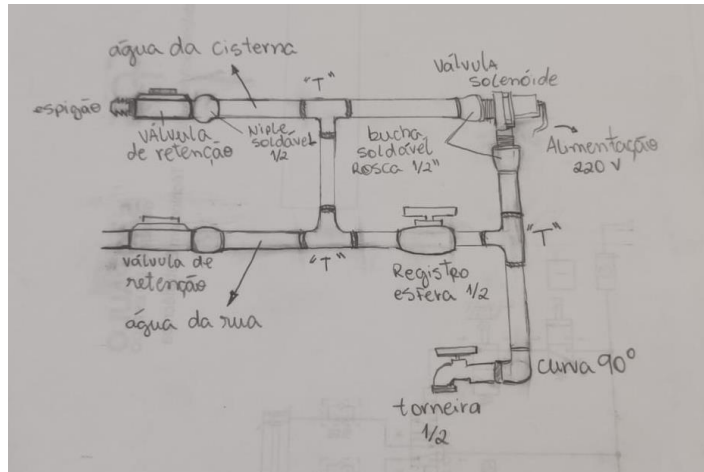 água da cisterna
"T"
válvula
solenóide
espigão
válvula
de retenção
Niple
soldável
1/2
bucha
soldável
Rosca 1/2"
Alimentação
220 V
"T"
"T"
válvula de
retenção
Registro
esfera 1/2
água da rua
curva 90°
torneira
1/2